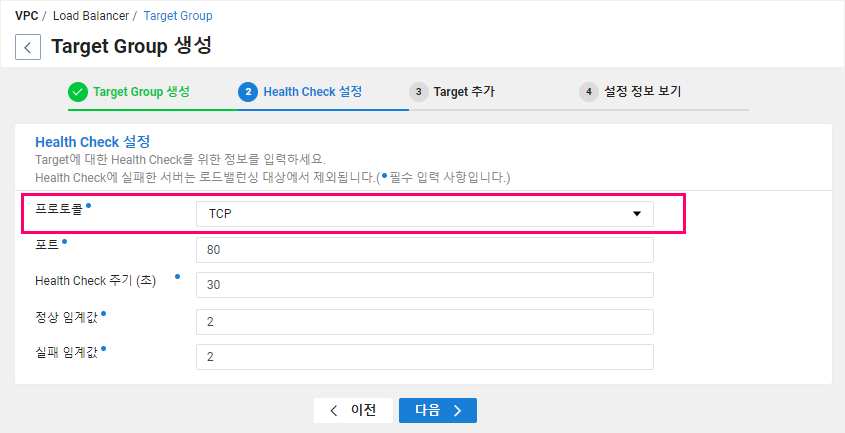 VPC / Load Balancer / Target Group
Target Group 생성
Target Group 생성
2 Health Check 설정
3 Target 추가
4 설정 정보 보기
Health Check 설정
Target에 대한 Health Check를 위한 정보를 입력하세요.
Health Check에 실패한 서버는 로드밸런싱 대상에서 제외됩니다.(●필수 입력 사항입니다.)
프로토콜● TCP
포트● 80
Health Check 주기 (초) ● 30
정상 임계값● 2
실패 임계값● 2
< 이전 다음 >